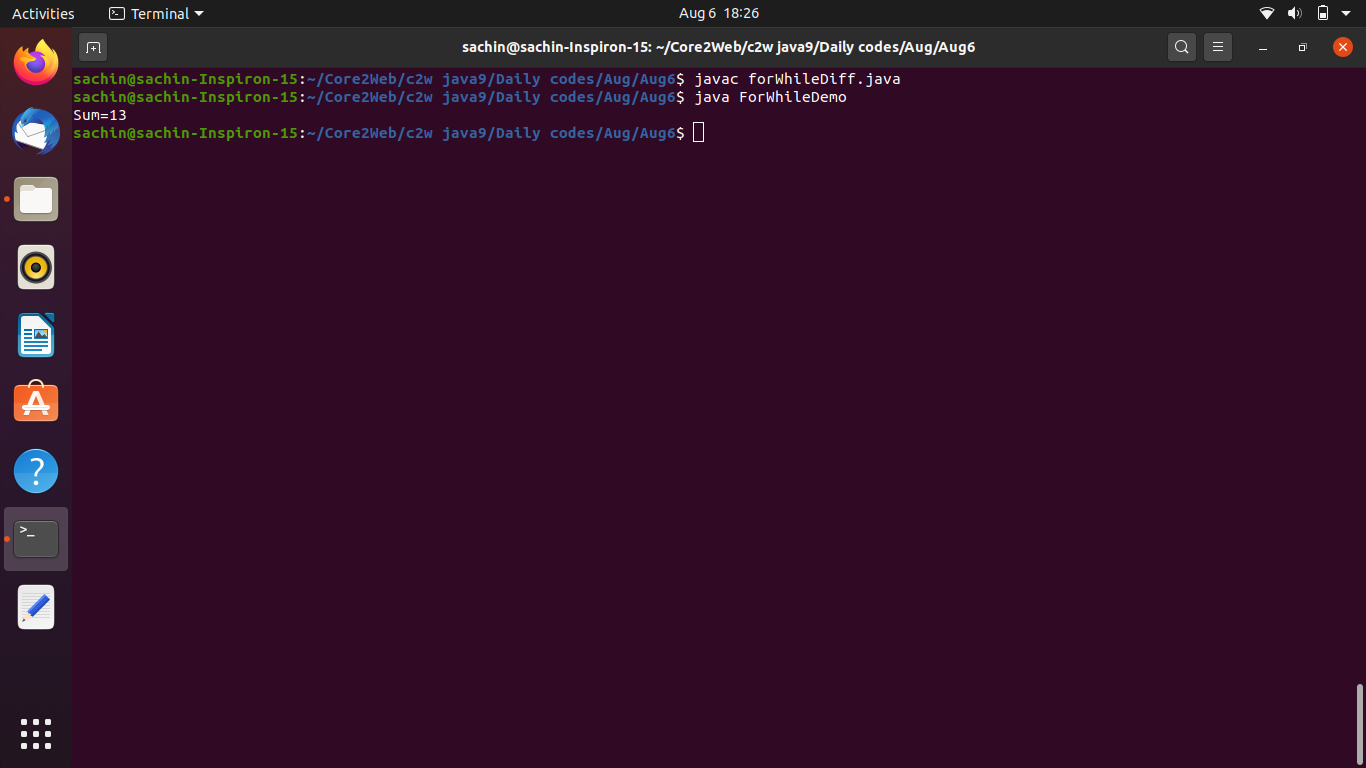 Activities
Terminal
Aug 6 18:26
sachin@sachin-Inspiron-15: ~/Core2Web/c2w java9/Daily codes/Aug/Aug6
sachin@sachin-Inspiron-15:~/Core2Web/c2w java9/Daily codes/Aug/Aug6$ javac forWhileDiff.java
sachin@sachin-Inspiron-15:~/Core2Web/c2w java9/Daily codes/Aug/Aug6$ java ForWhileDemo
Sum=13
sachin@sachin-Inspiron-15:~/Core2Web/c2w java9/Daily codes/Aug/Aug6$